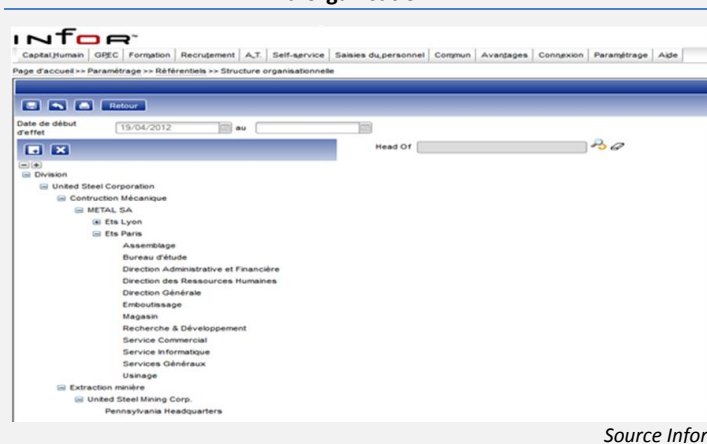 INFOR
Capital Humain GPEC Formation Recrutement A.T. Self-service Saisies du personnel Commun Avantages Connexion Paramétrage Aide
Page d'accueil >> Paramétrage >> Référentiels >> Structure organisationnelle
Retour
Date de début d'effet 19/04/2012 au
Head Of
Division
United Steel Corporation
Contruction Mécanique
METAL SA
Ets Lyon
Ets Paris
Assemblage
Bureau d'étude
Direction Administrative et Financière
Direction des Ressources Humaines
Direction Générale
Emboutissage
Magasin
Recherche & Développement
Service Commercial
Service Informatique
Services Généraux
Usinage
Extraction minière
United Steel Mining Corp.
Pennsylvania Headquarters
Source Infor